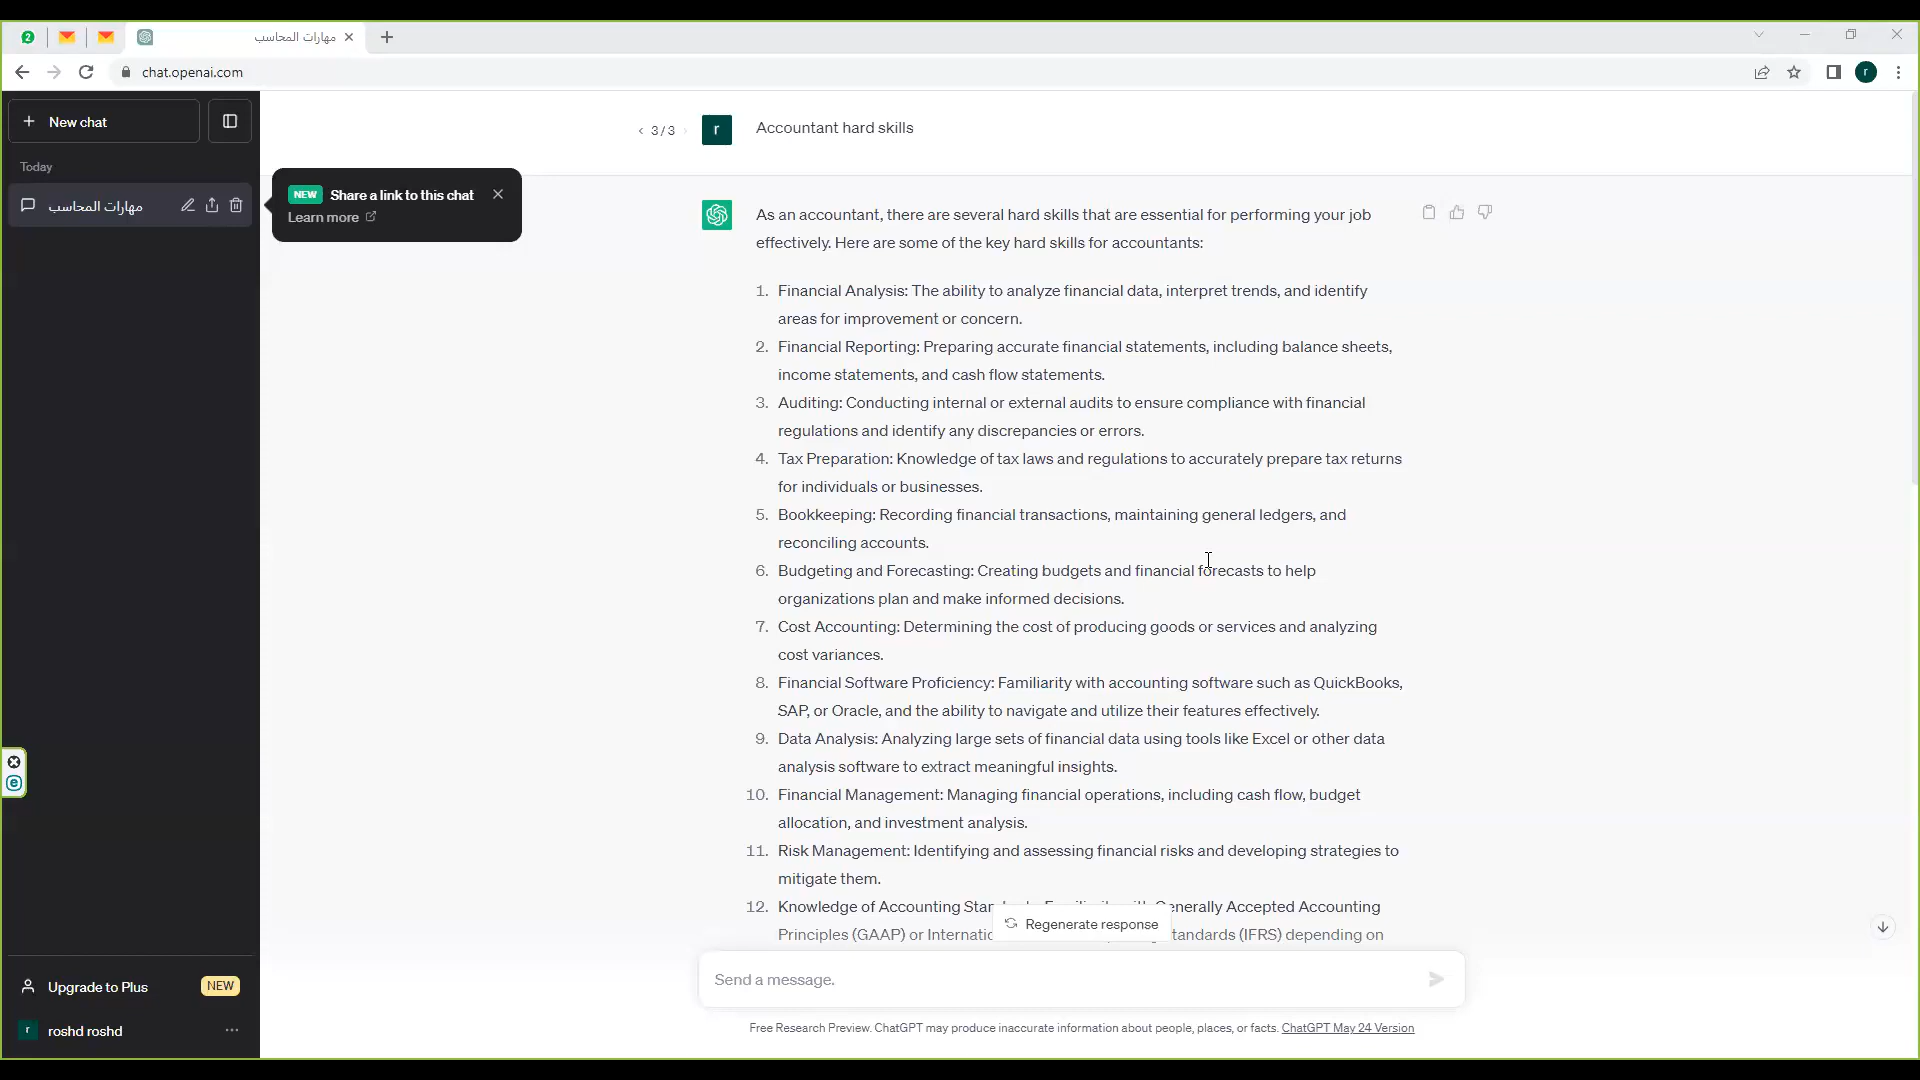 2
مهارات المحاسب
chat.openai.com
r
New chat
Today
مهارات المحاسب
NEW Share a link to this chat
Learn more
3 / 3
r
Accountant hard skills
As an accountant, there are several hard skills that are essential for performing your job
effectively. Here are some of the key hard skills for accountants:
1. Financial Analysis: The ability to analyze financial data, interpret trends, and identify
areas for improvement or concern.
2. Financial Reporting: Preparing accurate financial statements, including balance sheets,
income statements, and cash flow statements.
3. Auditing: Conducting internal or external audits to ensure compliance with financial
regulations and identify any discrepancies or errors.
4. Tax Preparation: Knowledge of tax laws and regulations to accurately prepare tax returns
for individuals or businesses.
5. Bookkeeping: Recording financial transactions, maintaining general ledgers, and
reconciling accounts.
6. Budgeting and Forecasting: Creating budgets and financial forecasts to help
organizations plan and make informed decisions.
7. Cost Accounting: Determining the cost of producing goods or services and analyzing
cost variances.
8. Financial Software Proficiency: Familiarity with accounting software such as QuickBooks,
SAP, or Oracle, and the ability to navigate and utilize their features effectively.
9. Data Analysis: Analyzing large sets of financial data using tools like Excel or other data
analysis software to extract meaningful insights.
10. Financial Management: Managing financial operations, including cash flow, budget
allocation, and investment analysis.
11. Risk Management: Identifying and assessing financial risks and developing strategies to
mitigate them.
12. Knowledge of Accounting Generally Accepted Accounting
Principles (GAAP) or (IFRS) depending on
Regenerate response
Send a message.
Free Research Preview. ChatGPT may produce inaccurate information about people, places, or facts. ChatGPT May 24 Version
Upgrade to Plus NEW
r roshd roshd